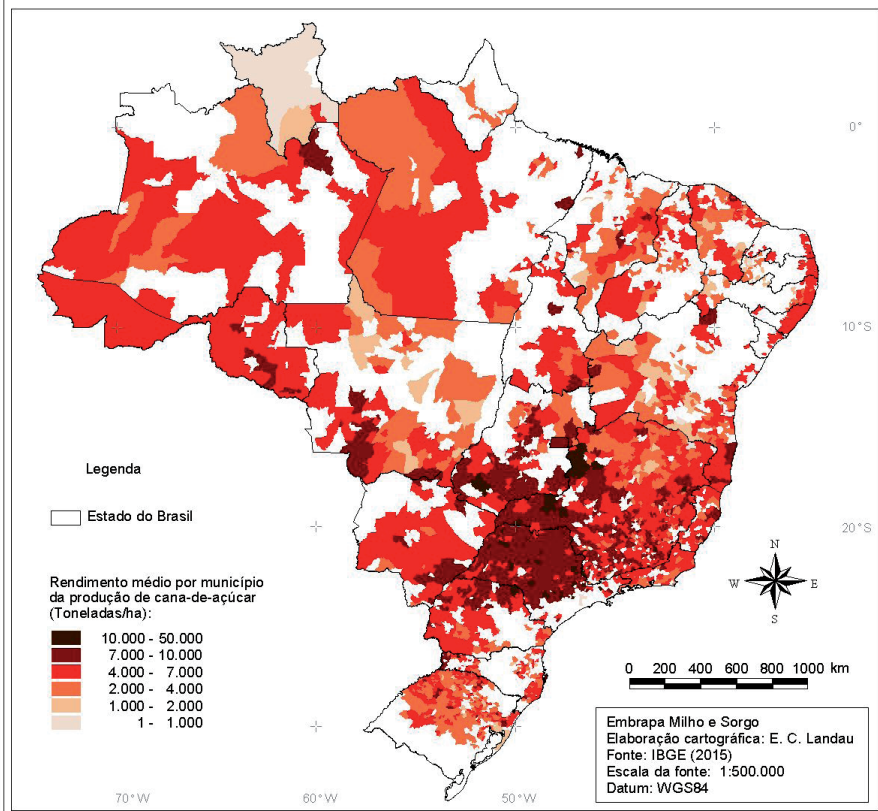 0°
10°S
Legenda
Estado do Brasil
20°S
N
W E
S
Rendimento médio por município
da produção de cana-de-açúcar
(Toneladas/ha):
10.000 - 50.000
7.000 - 10.000
4.000 - 7.000
2.000 - 4.000
1.000 - 2.000
1 - 1.000
0 200 400 600 800 1000 km
Embrapa Milho e Sorgo
Elaboração cartográfica: E. C. Landau
Fonte: IBGE (2015)
Escala da fonte: 1:500.000
Datum: WGS84
70°W 60°W 50°W